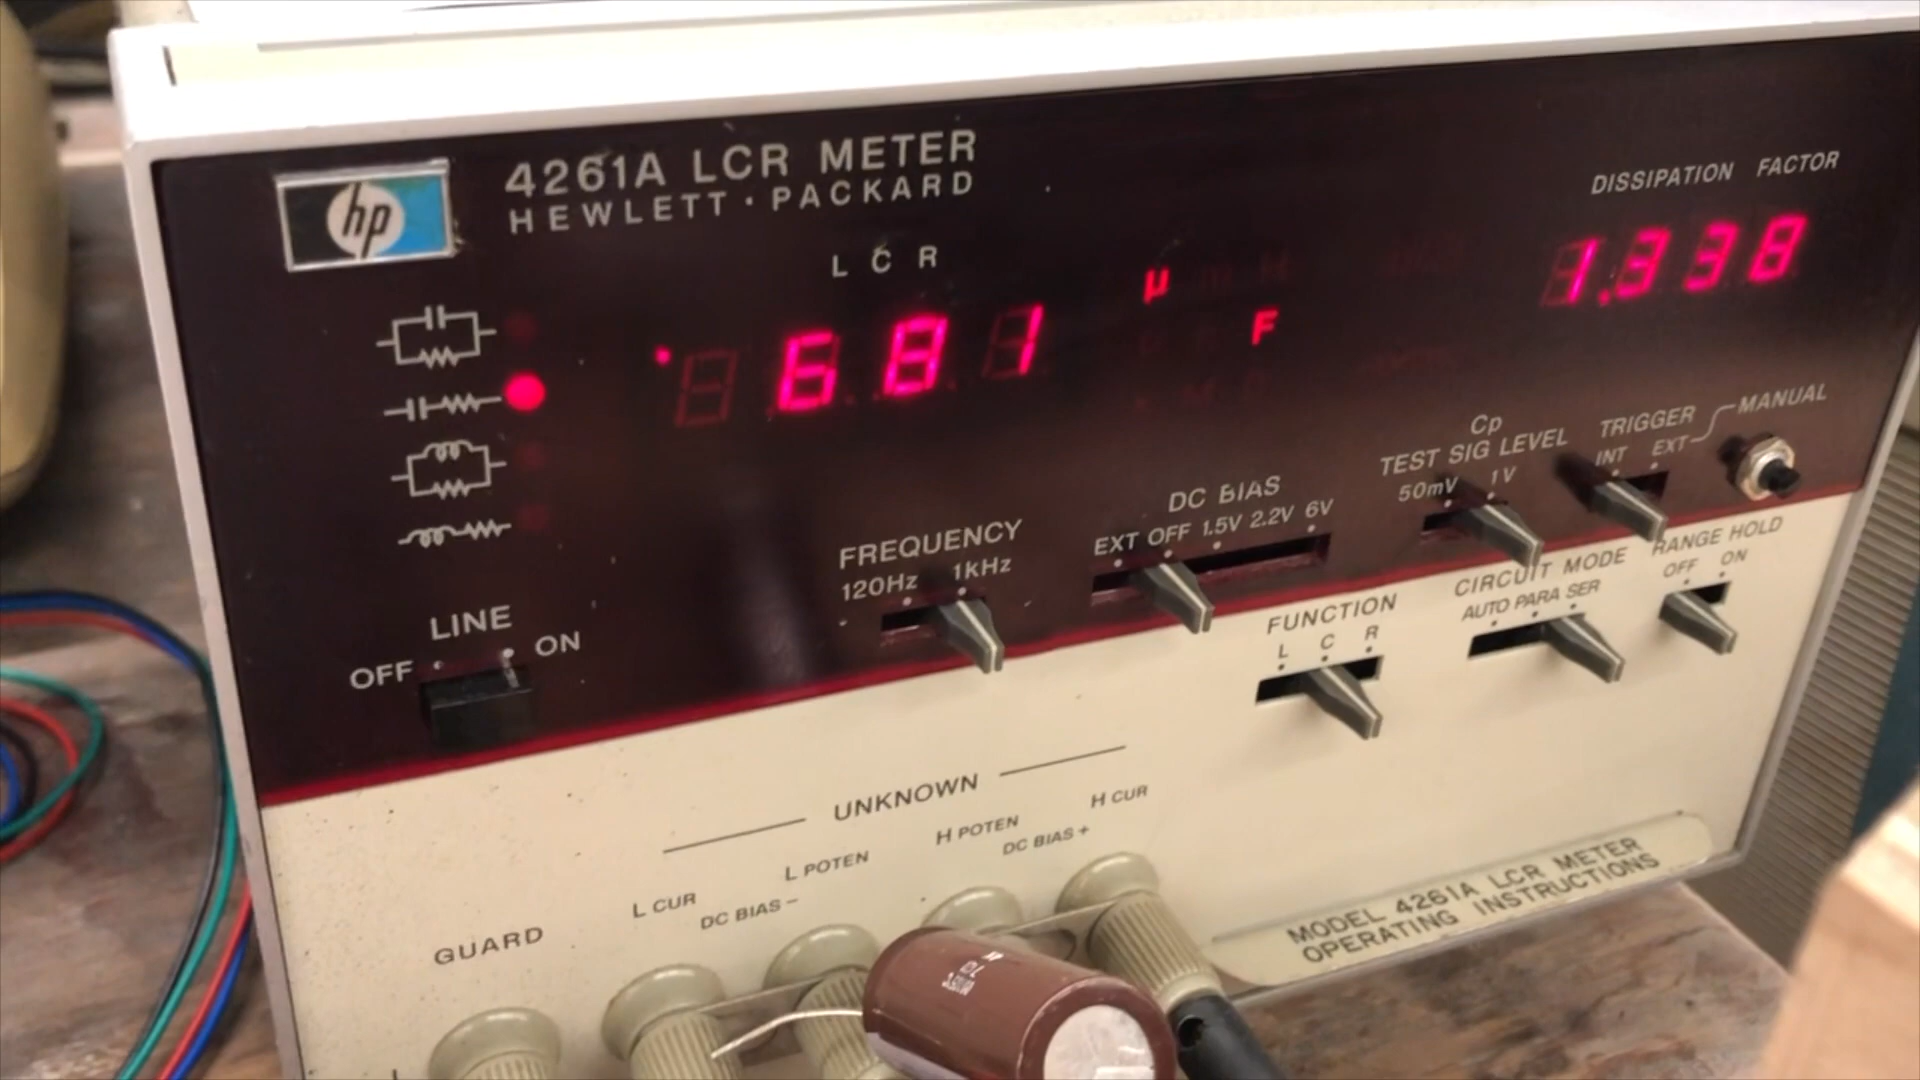 hp
4261A LCR METER
HEWLETT · PACKARD
DISSIPATION FACTOR
L C R
681
µ
F
1.338
Cp
TEST SIG LEVEL
50mV 1V
TRIGGER
INT EXT
MANUAL
DC BIAS
EXT OFF 1.5V 2.2V 6V
FREQUENCY
120Hz 1KHz
RANGE HOLD
OFF ON
CIRCUIT MODE
AUTO PARA SER
FUNCTION
L C R
LINE
OFF ON
UNKNOWN
H CUR
H POTEN
DC BIAS +
L POTEN
L CUR
DC BIAS −
GUARD
MODEL 4261A LCR METER
OPERATING INSTRUCTIONS